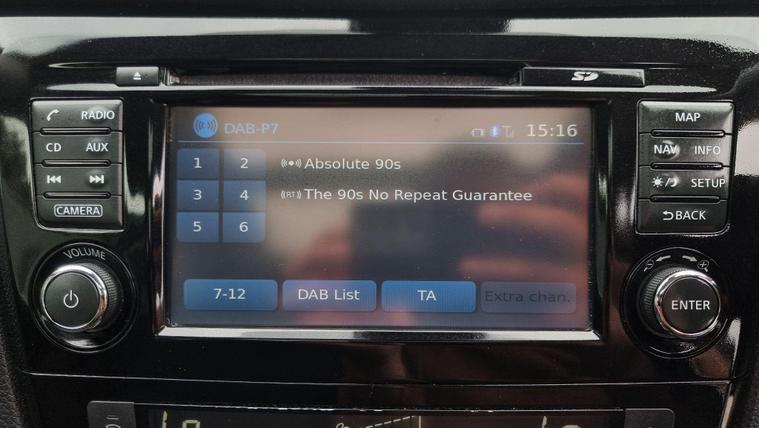 SD
RADIO
CD AUX
CAMERA
VOLUME
DAB-P7
15:16
1 2
Absolute 90s
3 4
RT The 90s No Repeat Guarantee
5 6
7-12 DAB List TA Extra chan.
MAP
NAV INFO
SETUP
BACK
ENTER